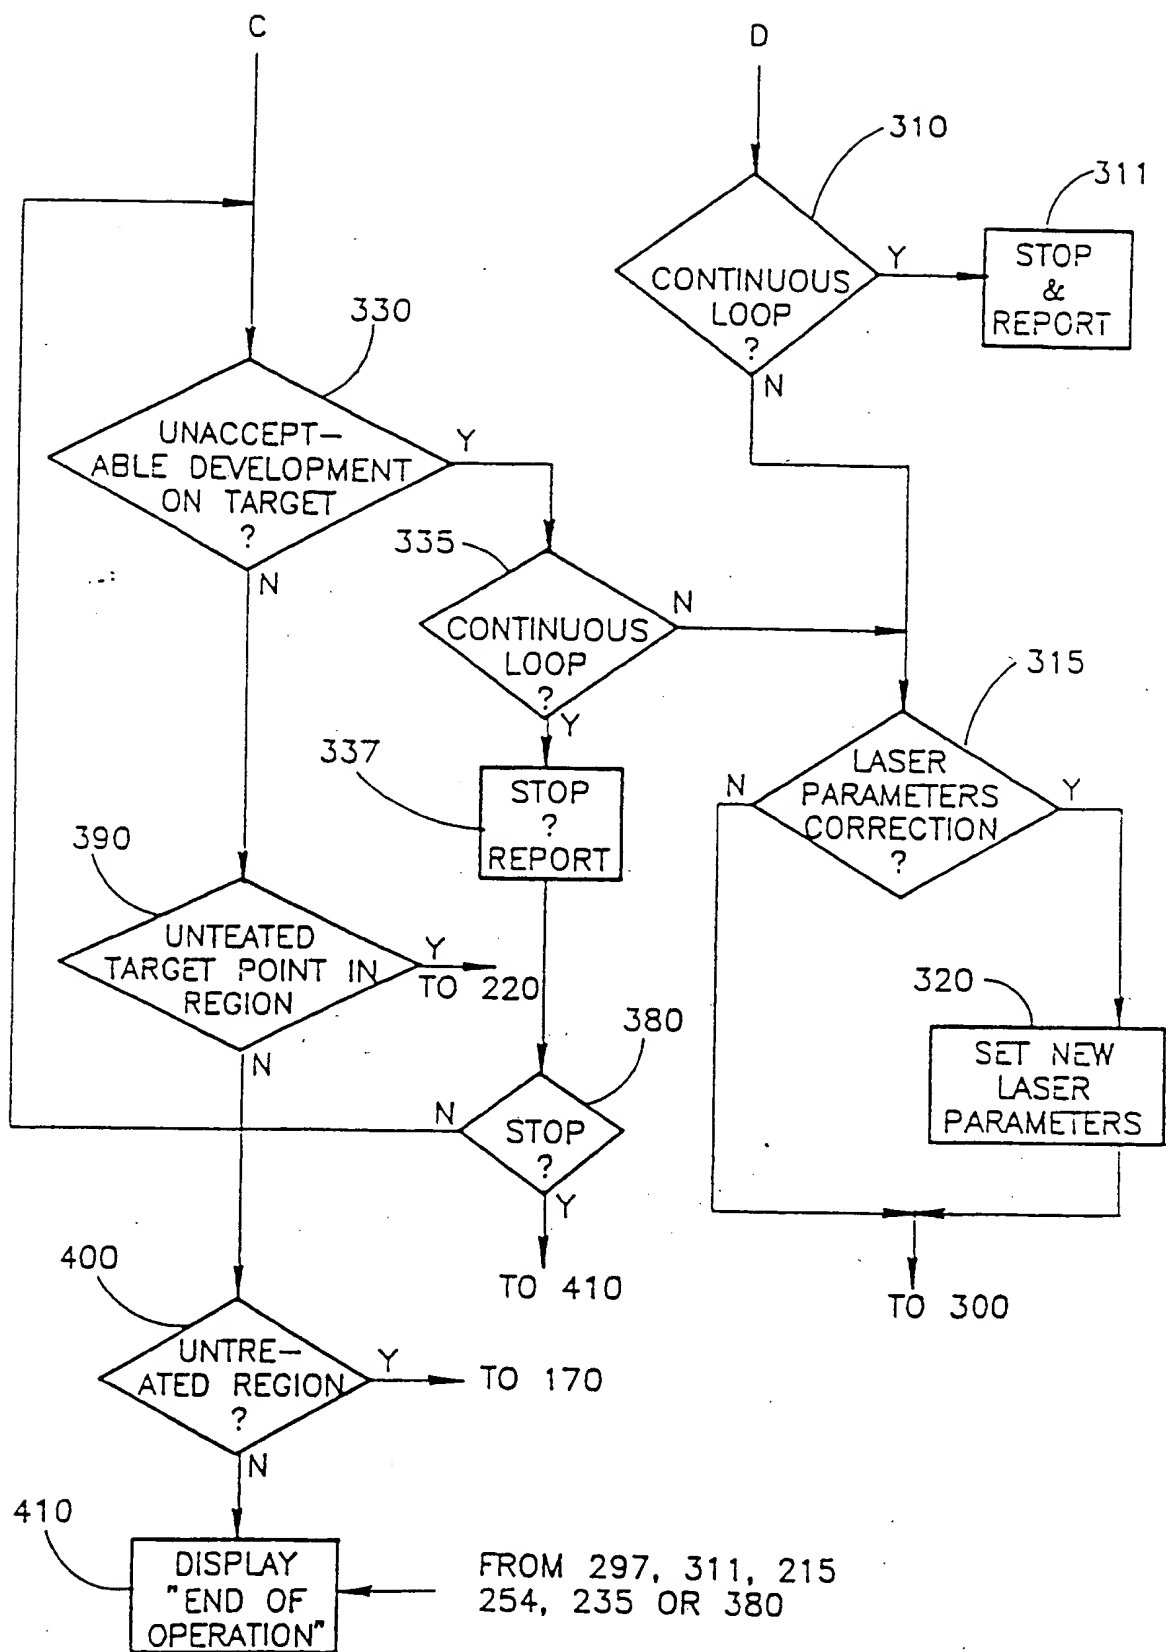 C
D
310
311
STOP
&
REPORT
Y
CONTINUOUS
LOOP
?
N
330
UNACCEPT-
ABLE DEVELOPMENT
ON TARGET
?
Y
N
335
CONTINUOUS
LOOP
?
N
Y
315
LASER
PARAMETERS
CORRECTION
?
N
Y
337
STOP
?
REPORT
390
UNTEATED
TARGET POINT IN
REGION
Y
TO 220
N
320
SET NEW
LASER
PARAMETERS
380
STOP
?
N
Y
TO 410
TO 300
400
UNTRE-
ATED REGION
?
Y
TO 170
N
410
DISPLAY
"END OF
OPERATION"
FROM 297, 311, 215
254, 235 OR 380